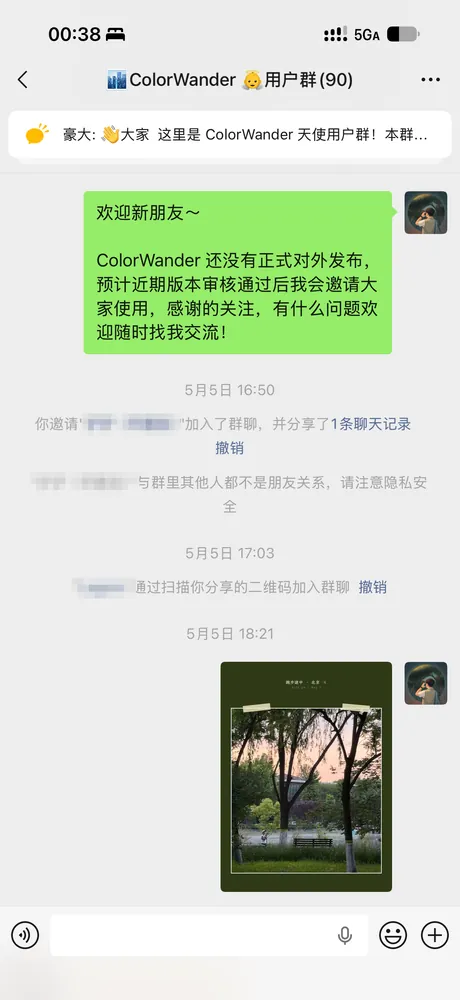 00:38
5GA
ColorWander 用户群(90)
豪大: 👋大家 这里是 ColorWander 天使用户群！本群...
欢迎新朋友～
ColorWander 还没有正式对外发布，
预计近期版本审核通过后我会邀请大
家使用，感谢的关注，有什么问题欢
迎随时找我交流！
5月5日 16:50
你邀请" "加入了群聊，并分享了1条聊天记录
撤销
与群里其他人都不是朋友关系，请注意隐私安
全
5月5日 17:03
通过扫描你分享的二维码加入群聊 撤销
5月5日 18:21